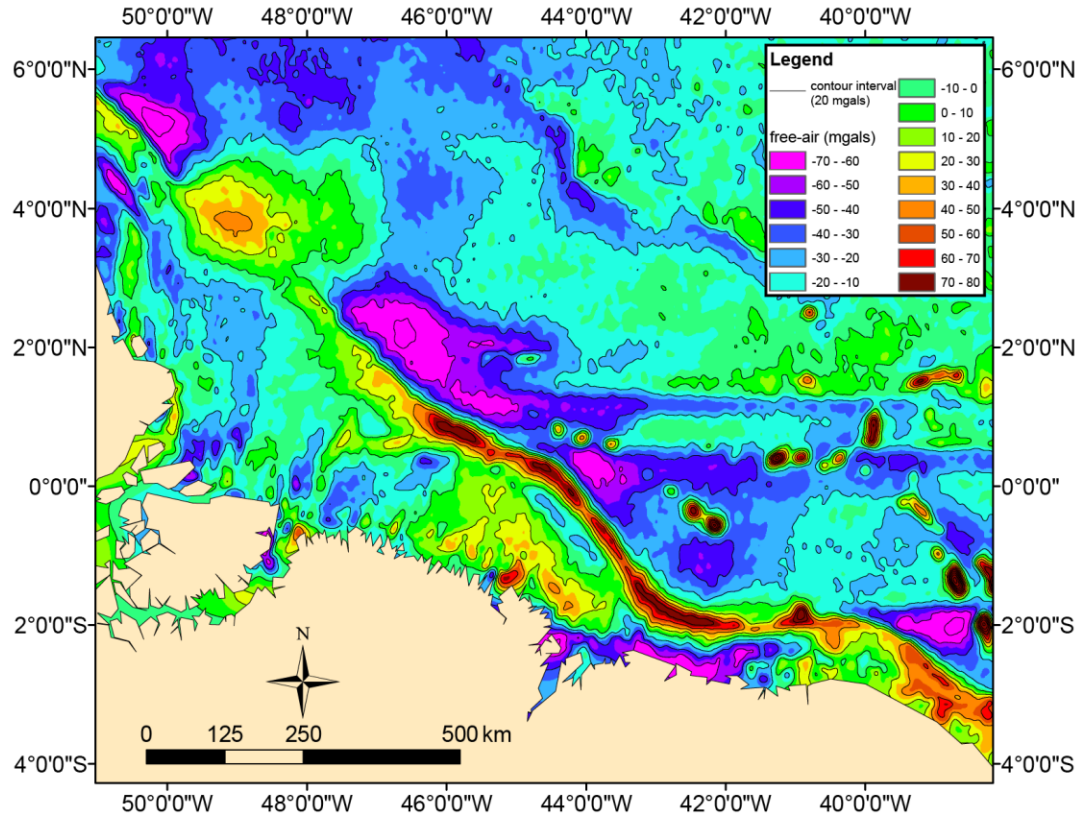 50°0'0"W 48°0'0"W 46°0'0"W 44°0'0"W 42°0'0"W 40°0'0"W
6°0'0"N
4°0'0"N
2°0'0"N
0°0'0"
2°0'0"S
4°0'0"S
Legend
contour interval
(20 mgals)
free-air (mgals)
-70 - -60
-60 - -50
-50 - -40
-40 - -30
-30 - -20
-20 - -10
-10 - 0
0 - 10
10 - 20
20 - 30
30 - 40
40 - 50
50 - 60
60 - 70
70 - 80
6°0'0"N
4°0'0"N
2°0'0"N
0°0'0"
2°0'0"S
4°0'0"S
N
0 125 250 500 km
50°0'0"W 48°0'0"W 46°0'0"W 44°0'0"W 42°0'0"W 40°0'0"W